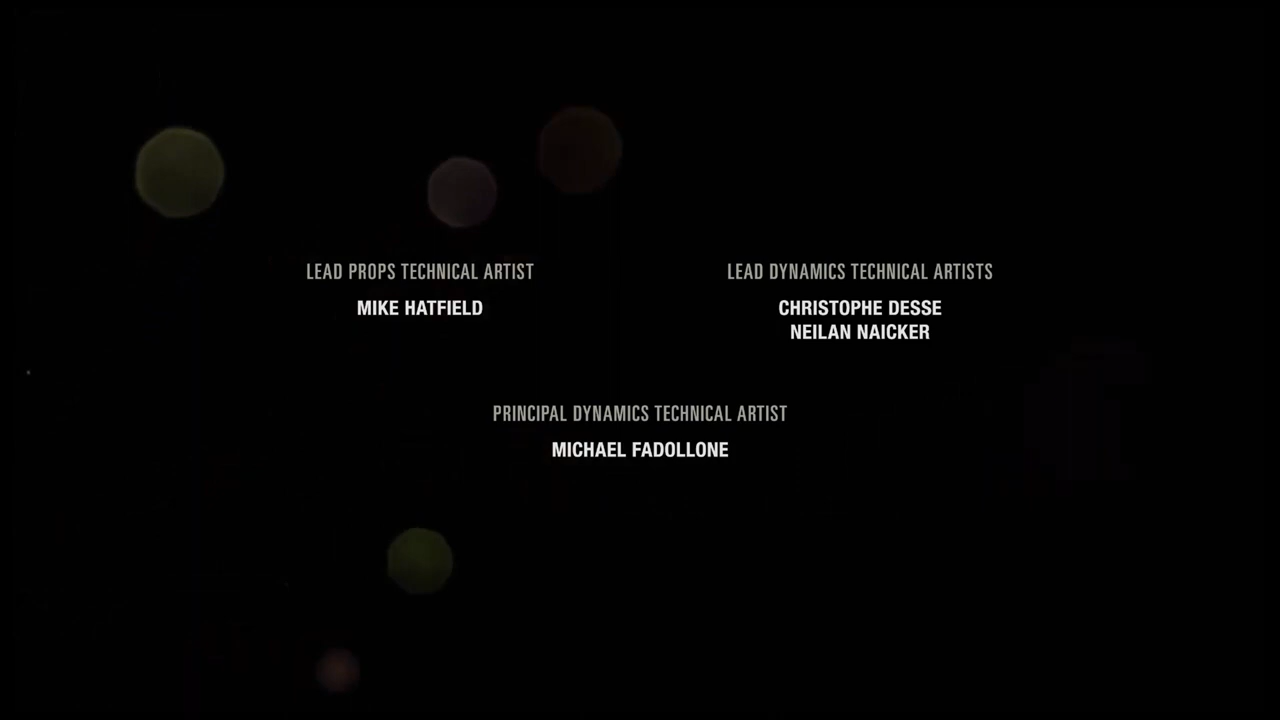 LEAD PROPS TECHNICAL ARTIST
MIKE HATFIELD
LEAD DYNAMICS TECHNICAL ARTISTS
CHRISTOPHE DESSE
NEILAN NAICKER
PRINCIPAL DYNAMICS TECHNICAL ARTIST
MICHAEL FADOLLONE